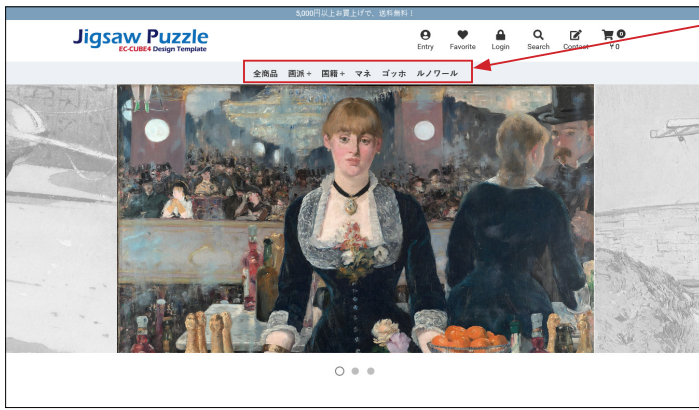 5,000円以上お買上げで、送料無料！
Jigsaw Puzzle
EC-CUBE4 Design Template
Entry Favorite Login Search Contact ¥ 0
0
全商品 画派+ 国籍+ マネ ゴッホ ルノワール